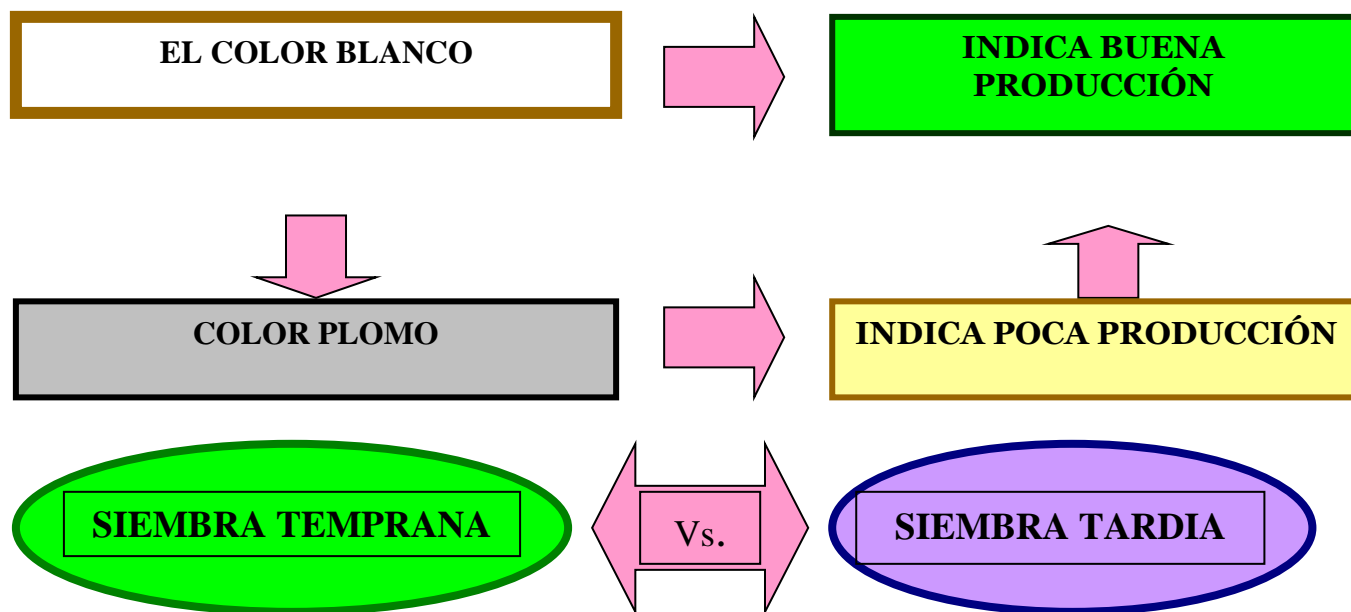 EL COLOR BLANCO
INDICA BUENA
PRODUCCIÓN
COLOR PLOMO
INDICA POCA PRODUCCIÓN
SIEMBRA TEMPRANA
Vs.
SIEMBRA TARDIA